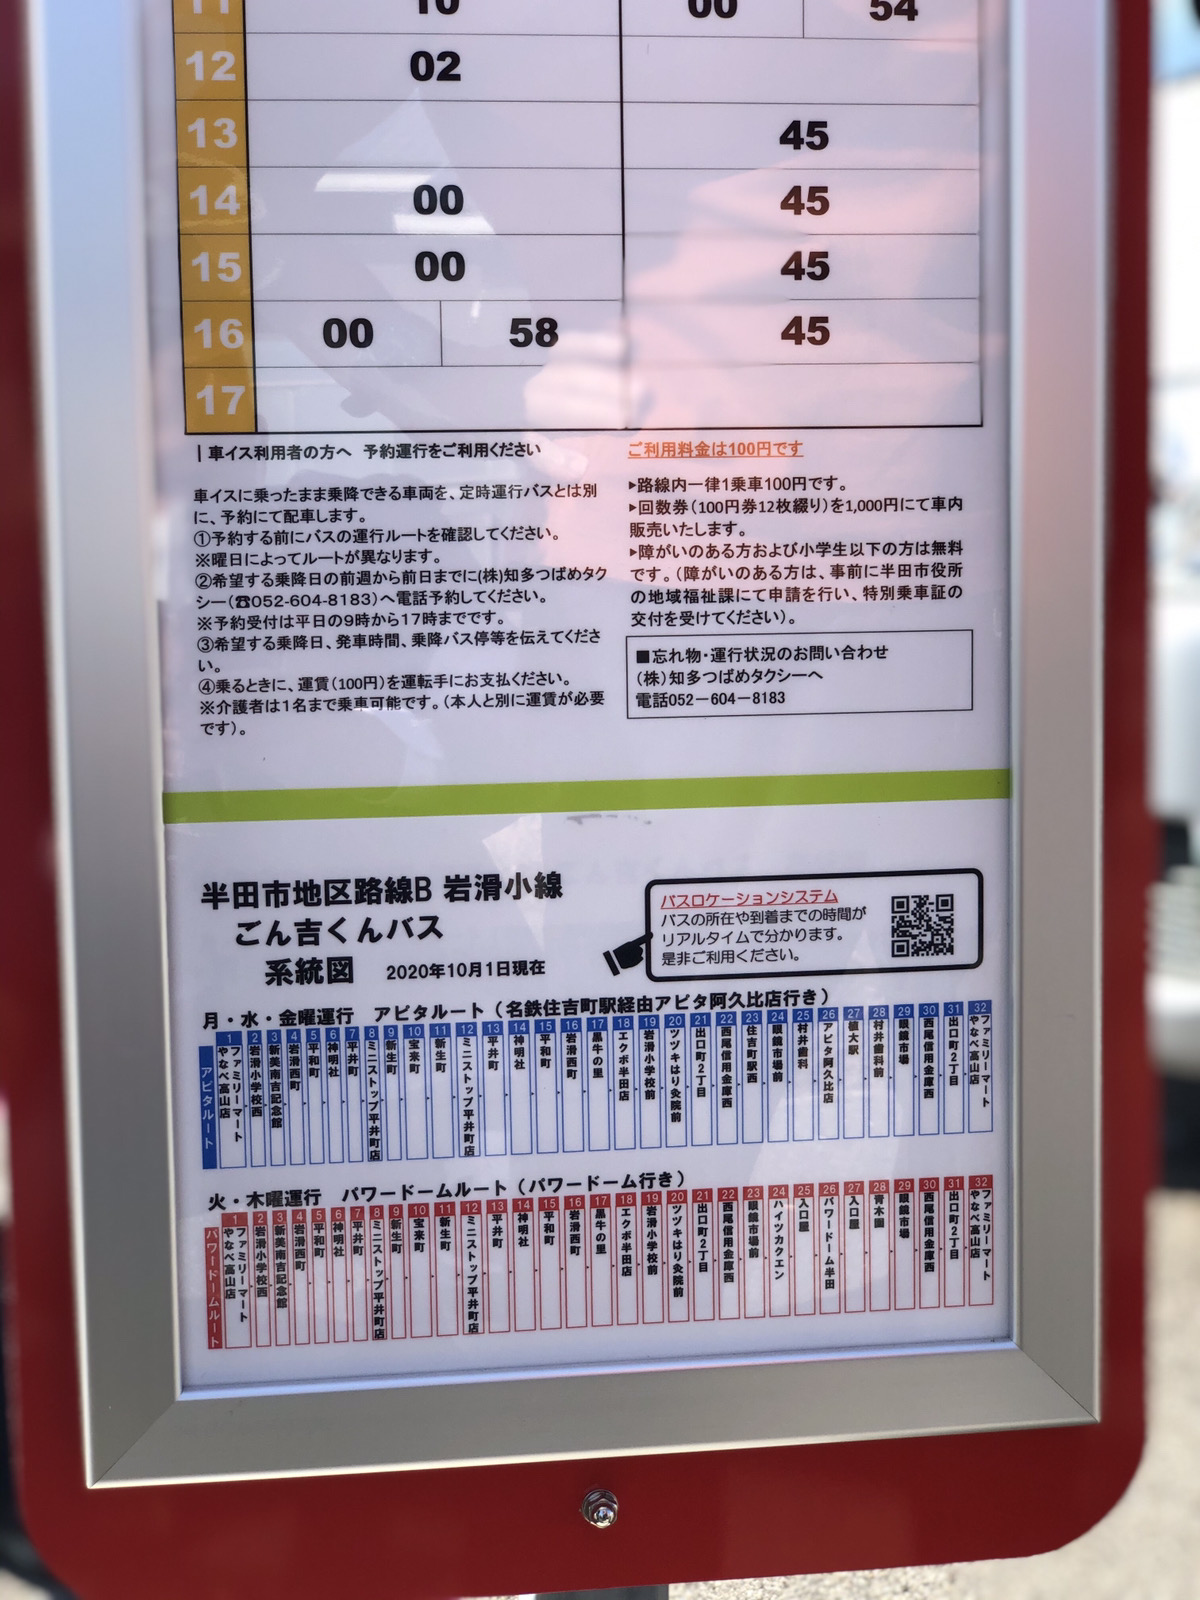 11 10 00 54
12 02
13 45
14 00 45
15 00 45
16 00 58 45
17
車イス利用者の方へ 予約運行をご利用ください
車イスに乗ったまま乗降できる車両を、定時運行バスとは別
に、予約にて配車します。
①予約する前にバスの運行ルートを確認してください。
※曜日によってルートが異なります。
②希望する乗降日の前週から前日までに(株)知多つばめタク
シー(☎052-604-8183)へ電話予約してください。
※予約受付は平日の9時から17時までです。
③希望する乗降日、発車時間、乗降バス停等を伝えてくださ
い。
④乗るときに、運賃(100円)を運転手にお支払ください。
※介護者は1名まで乗車可能です。(本人と別に運賃が必要
です)。
ご利用料金は100円です
▶路線内一律1乗車100円です。
▶回数券(100円券12枚綴り)を1,000円にて車内
販売いたします。
▶障がいのある方および小学生以下の方は無料
です。(障がいのある方は、事前に半田市役所
の地域福祉課にて申請を行い、特別乗車証の
交付を受けてください)。
■忘れ物・運行状況のお問い合わせ
(株)知多つばめタクシーへ
電話052-604-8183
半田市地区路線B 岩滑小線
ごん吉くんバス
系統図 2020年10月1日現在
バスロケーションシステム
バスの所在や到着までの時間が
リアルタイムで分かります。
是非ご利用ください。
月・水・金曜運行 アピタルート(名鉄住吉町駅経由アピタ阿久比店行き)
アピタルート
1 ファミリーマートやなべ高山店
2 岩滑小学校西
3 新美南吉記念館
4 岩滑西町
5 平和町
6 神明社
7 平井町
8 ミニストップ平井町店
9 新生町
10 宝来町
11 新生町
12 ミニストップ平井町店
13 平井町
14 神明社
15 平和町
16 岩滑西町
17 黒牛の里
18 エクボ半田店
19 岩滑小学校前
20 ツヅキはり灸院前
21 出口町2丁目
22 西尾信用金庫西
23 住吉町駅西
24 眼鏡市場前
25 村井歯科
26 アピタ阿久比店
27 植大駅
28 村井歯科前
29 眼鏡市場
30 西尾信用金庫西
31 出口町2丁目
32 ファミリーマートやなべ高山店
火・木曜運行 パワードームルート(パワードーム行き)
パワードームルート
1 ファミリーマートやなべ高山店
2 岩滑小学校西
3 新美南吉記念館
4 岩滑西町
5 平和町
6 神明社
7 平井町
8 ミニストップ平井町店
9 新生町
10 宝来町
11 新生町
12 ミニストップ平井町店
13 平井町
14 神明社
15 平和町
16 岩滑西町
17 黒牛の里
18 エクボ半田店
19 岩滑小学校前
20 ツヅキはり灸院前
21 出口町2丁目
22 西尾信用金庫西
23 眼鏡市場前
24 ハイツカクエン
25 入口屋
26 パワードーム半田
27 入口屋
28 青木園
29 眼鏡市場
30 西尾信用金庫西
31 出口町2丁目
32 ファミリーマートやなべ高山店